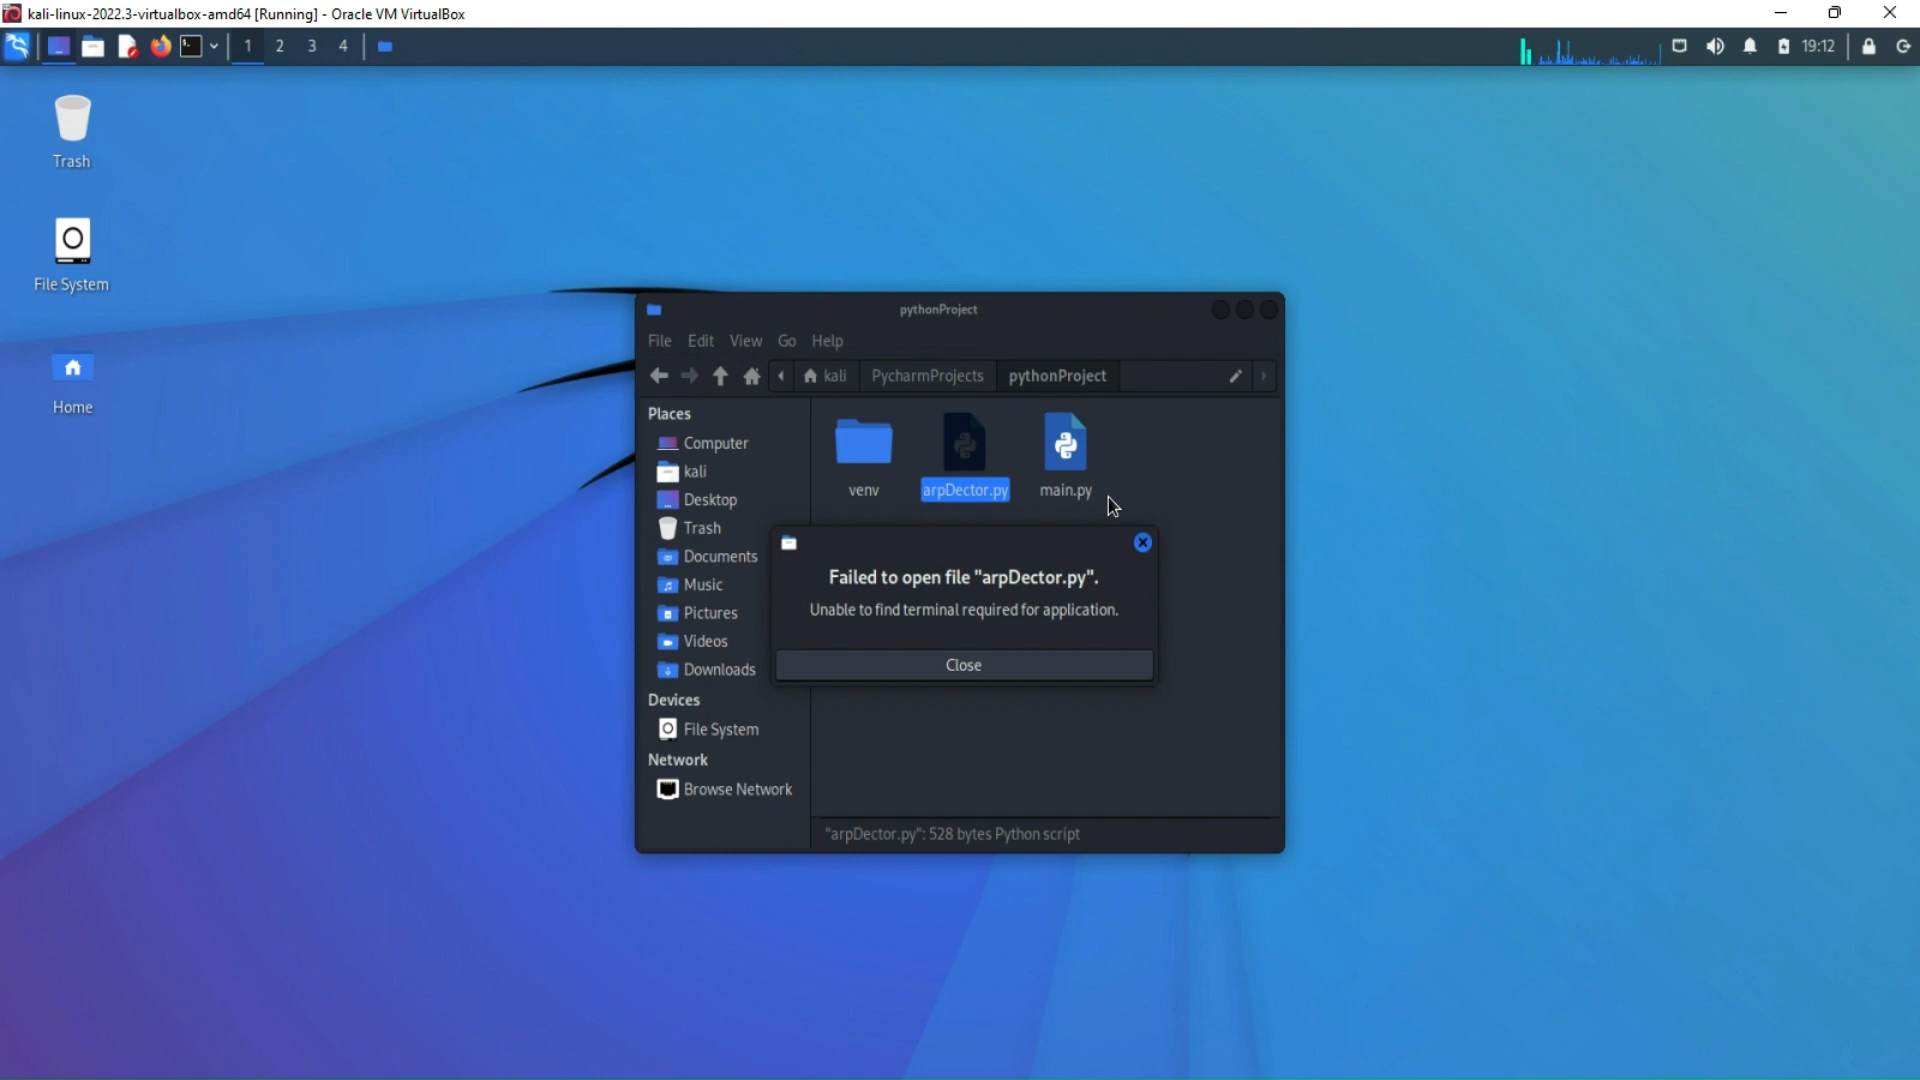 kali-linux-2022.3-virtualbox-amd64 [Running] - Oracle VM VirtualBox
1 2 3 4
19:12
Trash
File System
Home
pythonProject
File Edit View Go Help
kali PycharmProjects pythonProject
Places
Computer
kali
Desktop
Trash
Documents
Music
Pictures
Videos
Downloads
Devices
File System
Network
Browse Network
venv arpDector.py main.py
Failed to open file "arpDector.py".
Unable to find terminal required for application.
Close
"arpDector.py": 528 bytes Python script